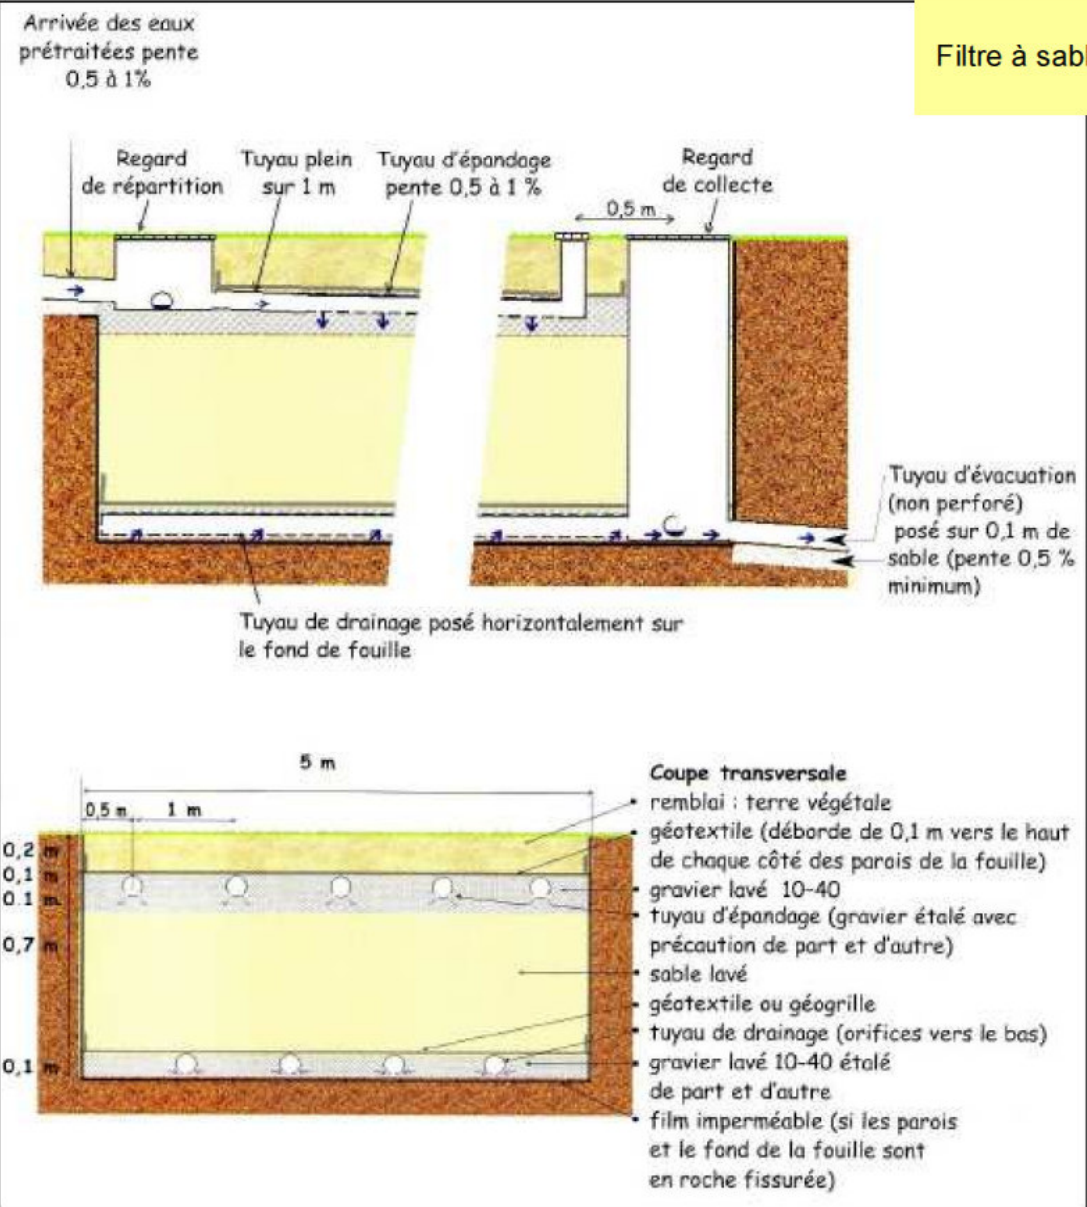 Arrivée des eaux
prétraitées pente
0,5 à 1%
Filtre à sabl
Regard
de répartition
Tuyau plein
sur 1 m
Tuyau d'épandage
pente 0,5 à 1 %
Regard
de collecte
0,5 m
Tuyau d'évacuation
(non perforé)
posé sur 0,1 m de
sable (pente 0,5 %
minimum)
Tuyau de drainage posé horizontalement sur
le fond de fouille
5 m
0,5 m
1 m
0,2 m
0,1 m
0.1 m
0,7 m
0,1 m
Coupe transversale
• remblai : terre végétale
• géotextile (déborde de 0,1 m vers le haut
de chaque côté des parois de la fouille)
• gravier lavé 10-40
• tuyau d'épandage (gravier étalé avec
précaution de part et d'autre)
• sable lavé
• géotextile ou géogrille
• tuyau de drainage (orifices vers le bas)
• gravier lavé 10-40 étalé
de part et d'autre
• film imperméable (si les parois
et le fond de la fouille sont
en roche fissurée)